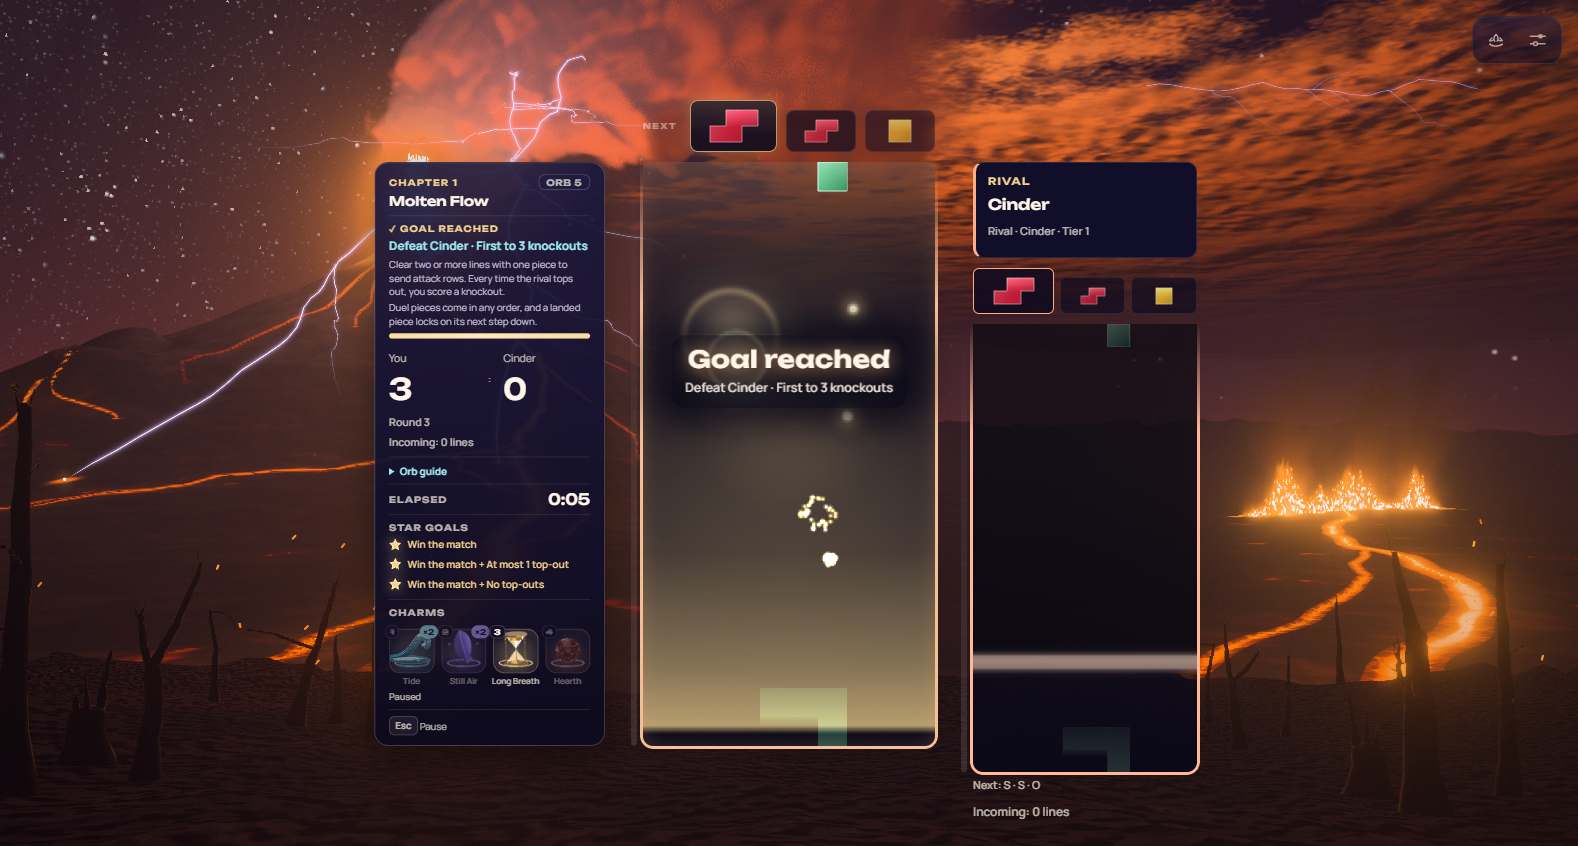 NEXT
CHAPTER 1
ORB 5
Molten Flow
✓ GOAL REACHED
Defeat Cinder · First to 3 knockouts
Clear two or more lines with one piece to
send attack rows. Every time the rival tops
out, you score a knockout.
Duel pieces come in any order, and a landed
piece locks on its next step down.
You
Cinder
3
:
0
Round 3
Incoming: 0 lines
Orb guide
ELAPSED
0:05
STAR GOALS
Win the match
Win the match + At most 1 top-out
Win the match + No top-outs
CHARMS
×2
×2
3
Tide
Still Air
Long Breath
Hearth
Paused
Esc
Pause
Goal reached
Defeat Cinder · First to 3 knockouts
RIVAL
Cinder
Rival · Cinder · Tier 1
Next: S · S · O
Incoming: 0 lines